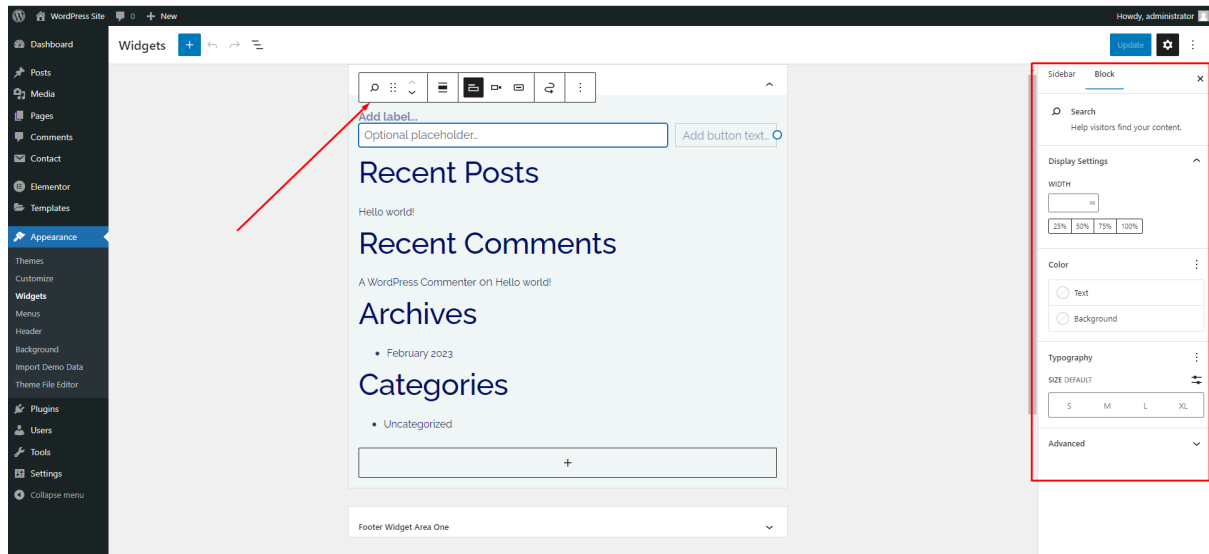 WordPress Site 0 New Howdy, administrator
Dashboard
Posts
Media
Pages
Comments
Contact
Elementor
Templates
Appearance
Themes
Customize
Widgets
Menus
Header
Background
Import Demo Data
Theme File Editor
Plugins
Users
Tools
Settings
Collapse menu
Widgets Update
Add label...
Optional placeholder.. Add button text..
Recent Posts
Hello world!
Recent Comments
A WordPress Commenter on Hello world!
Archives
February 2023
Categories
Uncategorized
Footer Widget Area One
Sidebar Block
Search
Help visitors find your content.
Display Settings
WIDTH
PX
25% 50% 75% 100%
Color
Text
Background
Typography
SIZE DEFAULT
S M L XL
Advanced